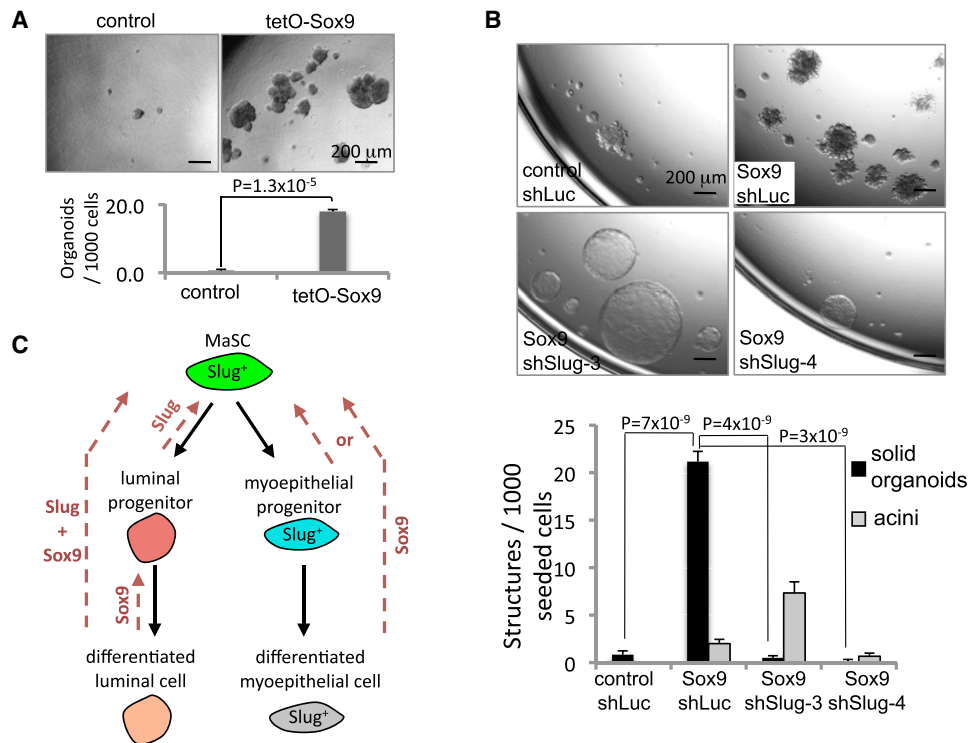 A
control
tetO-Sox9
200 μm
P=1.3x10-5
Organoids
/ 1000 cells
20.0
0.0
control
tetO-Sox9
B
control
shLuc
200 μm
Sox9
shLuc
Sox9
shSlug-3
Sox9
shSlug-4
P=7x10-9
P=4x10-9
P=3x10-9
solid
organoids
acini
Structures / 1000
seeded cells
25
20
15
10
5
0
control
shLuc
Sox9
shLuc
Sox9
shSlug-3
Sox9
shSlug-4
C
MaSC
Slug+
Slug
or
luminal
progenitor
myoepithelial
progenitor
Slug+
Slug
+
Sox9
Sox9
Sox9
differentiated
luminal cell
differentiated
myoepithelial cell
Slug+